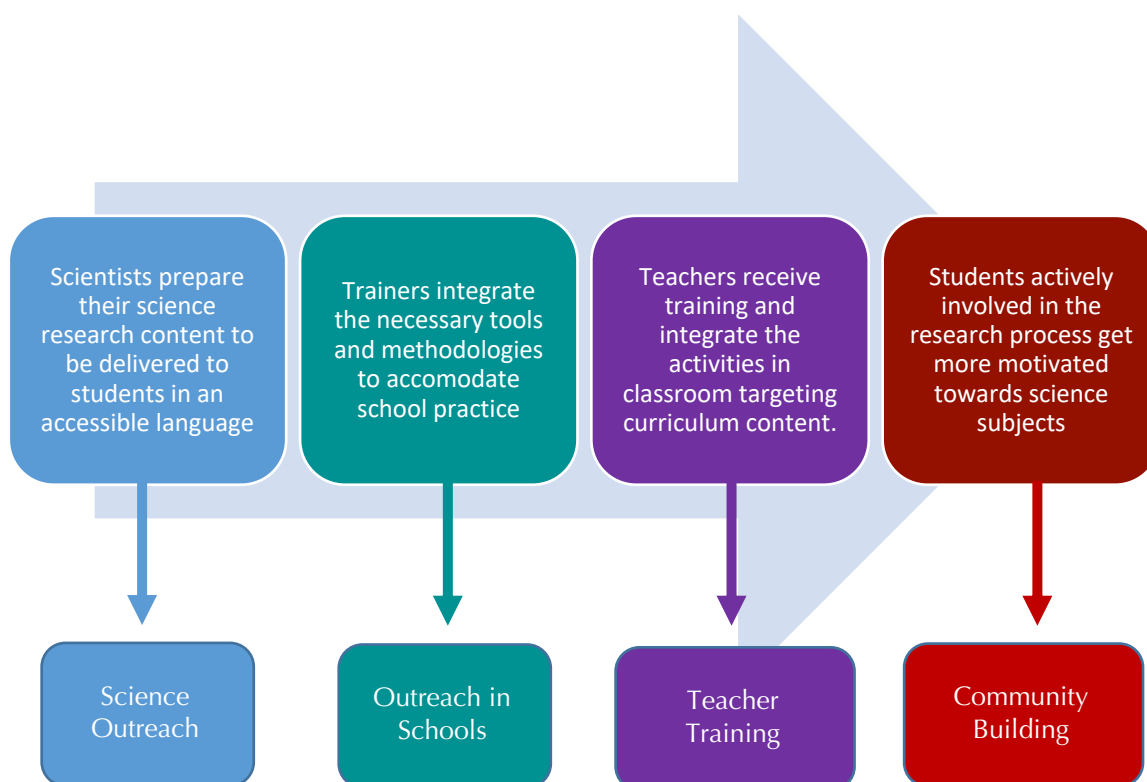 Scientists prepare
their science
research content to
be delivered to
students in an
accessible language
Trainers integrate
the necessary tools
and methodologies
to accomodate
school practice
Teachers receive
training and
integrate the
activities in
classroom targeting
curriculum content.
Students actively
involved in the
research process get
more motivated
towards science
subjects
Science
Outreach
Outreach in
Schools
Teacher
Training
Community
Building